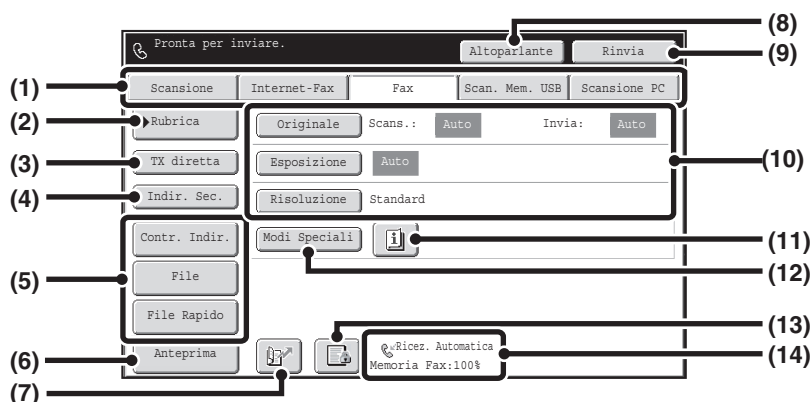 (8)
Pronta per inviare.
Altoparlante Rinvia (9)
(1) Scansione Internet-Fax Fax Scan. Mem. USB Scansione PC
(2) Rubrica Originale Scans.: Auto Invia: Auto
(3) TX diretta Esposizione Auto (10)
(4) Indir. Sec. Risoluzione Standard
Contr. Indir. Modi Speciali (11)
(5) File (12)
File Rapido (13)
(6) Anteprima Ricez. Automatica (14)
Memoria Fax:100%
(7)